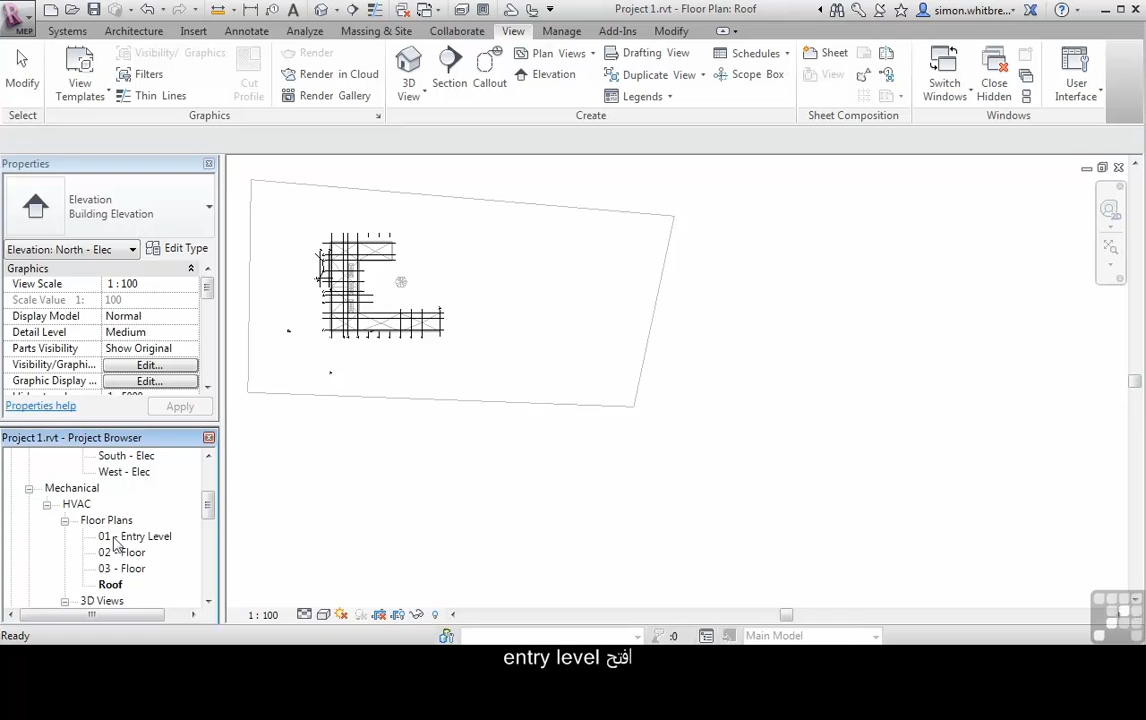 Project 1.rvt - Floor Plan: Roof
simon.whitbre...
MEP
Systems Architecture Insert Annotate Analyze Massing & Site Collaborate View Manage Add-Ins Modify
Modify
View Templates
Visibility/ Graphics
Filters
Thin Lines
Cut Profile
Render
Render in Cloud
Render Gallery
3D View
Section
Callout
Plan Views
Elevation
Drafting View
Duplicate View
Legends
Schedules
Scope Box
Sheet
View
Switch Windows
Close Hidden
User Interface
Select Graphics Create Sheet Composition Windows
Properties
Elevation
Building Elevation
Elevation: North - Elec
Edit Type
Graphics
View Scale 1 : 100
Scale Value 1: 100
Display Model Normal
Detail Level Medium
Parts Visibility Show Original
Visibility/Graphi... Edit...
Graphic Display ... Edit...
Properties help Apply
Project 1.rvt - Project Browser
South - Elec
West - Elec
Mechanical
HVAC
Floor Plans
01 - Entry Level
02 - Floor
03 - Floor
Roof
3D Views
1 : 100
Ready
:0
Main Model
افتح entry level